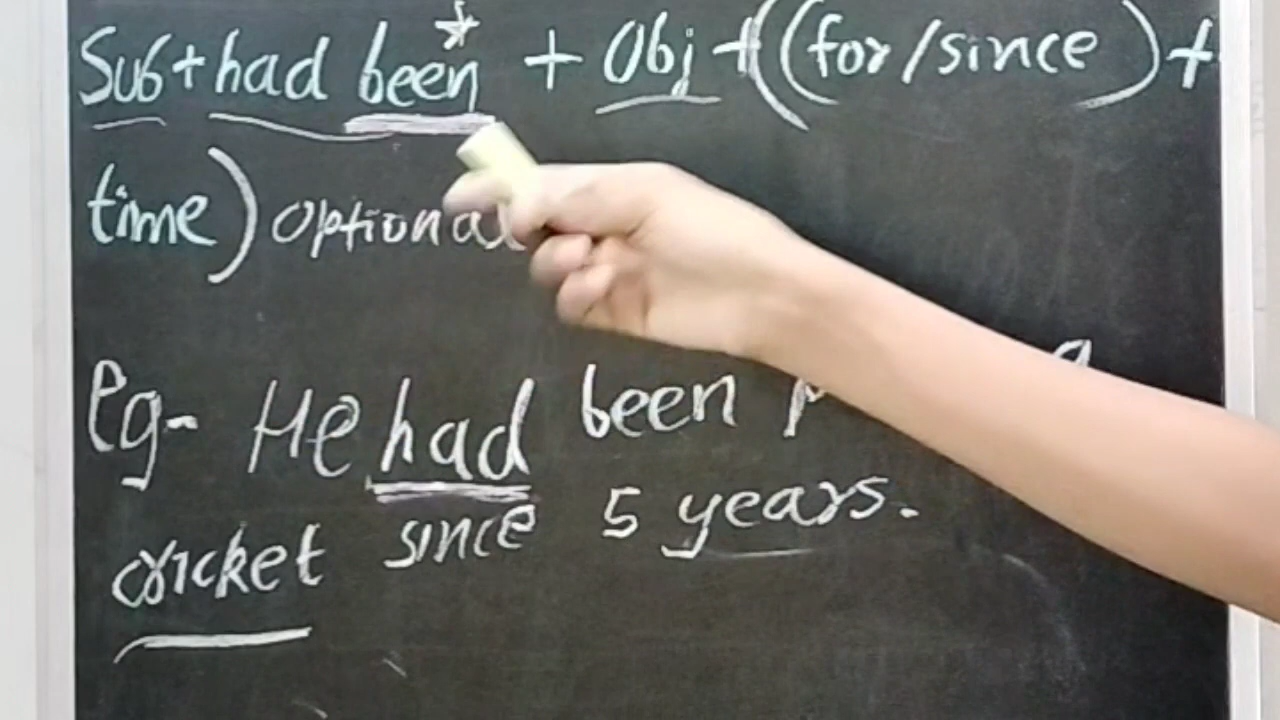 Sub + had been* + Obj + ((for/since) +
time) optional
eg- He had been
cricket since 5 years.